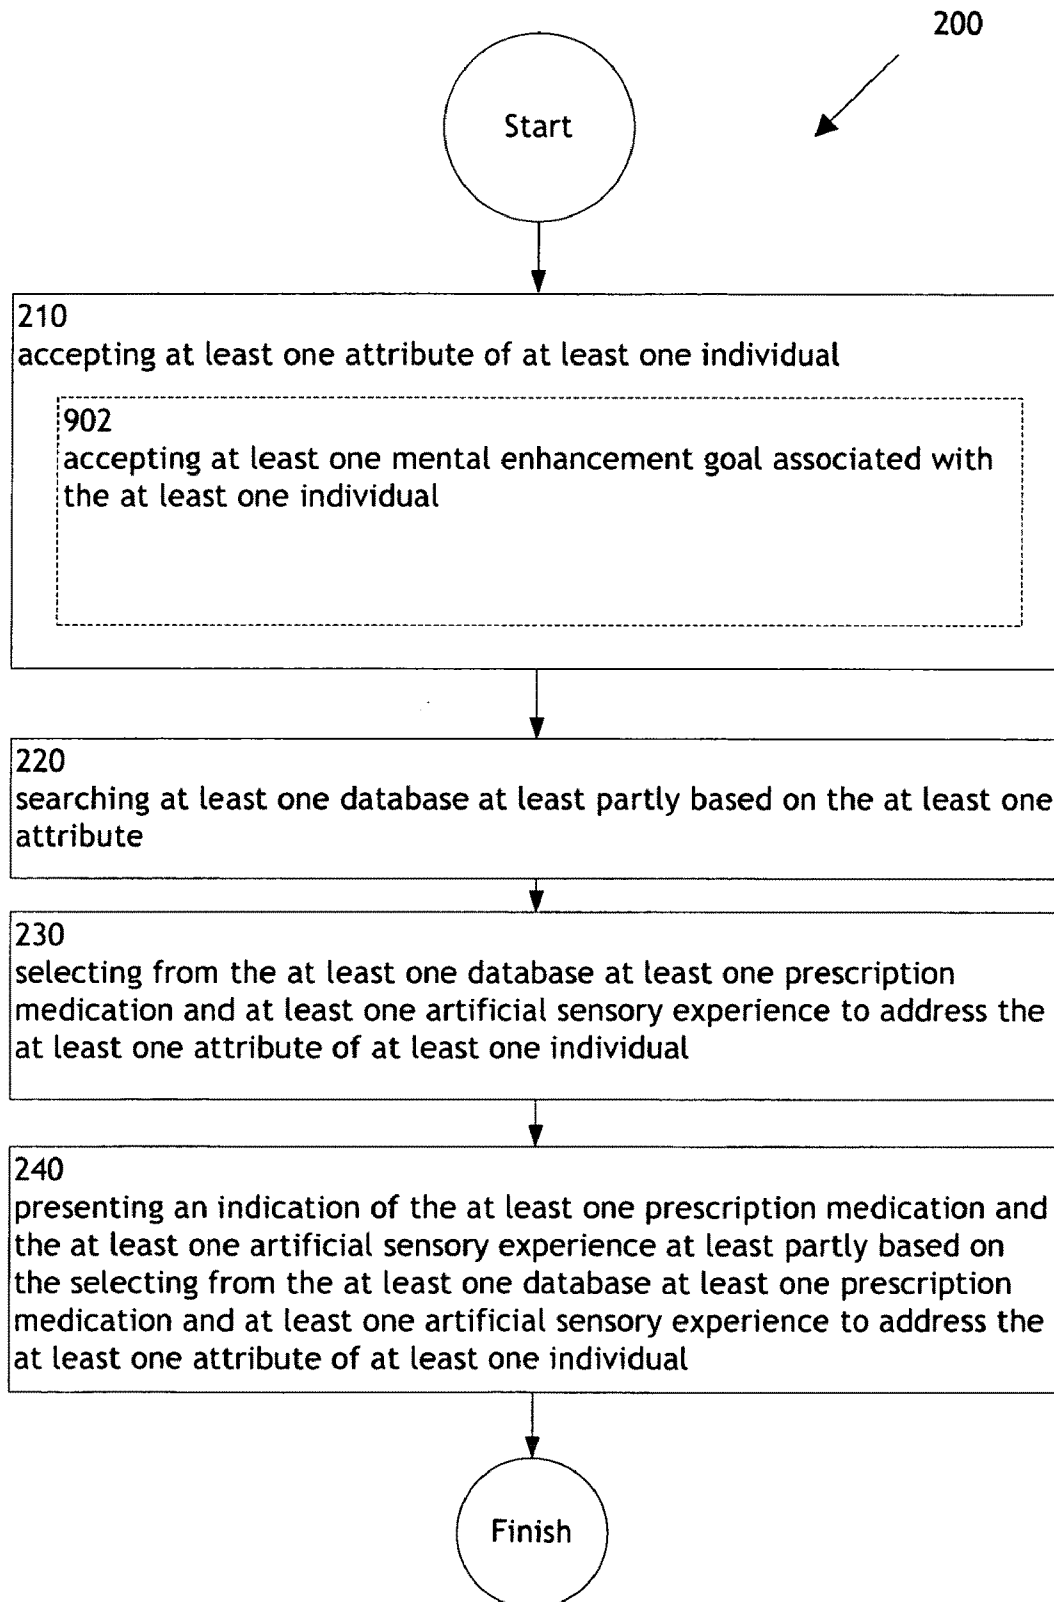 200
Start
210
accepting at least one attribute of at least one individual
902
accepting at least one mental enhancement goal associated with
the at least one individual
220
searching at least one database at least partly based on the at least one
attribute
230
selecting from the at least one database at least one prescription
medication and at least one artificial sensory experience to address the
at least one attribute of at least one individual
240
presenting an indication of the at least one prescription medication and
the at least one artificial sensory experience at least partly based on
the selecting from the at least one database at least one prescription
medication and at least one artificial sensory experience to address the
at least one attribute of at least one individual
Finish